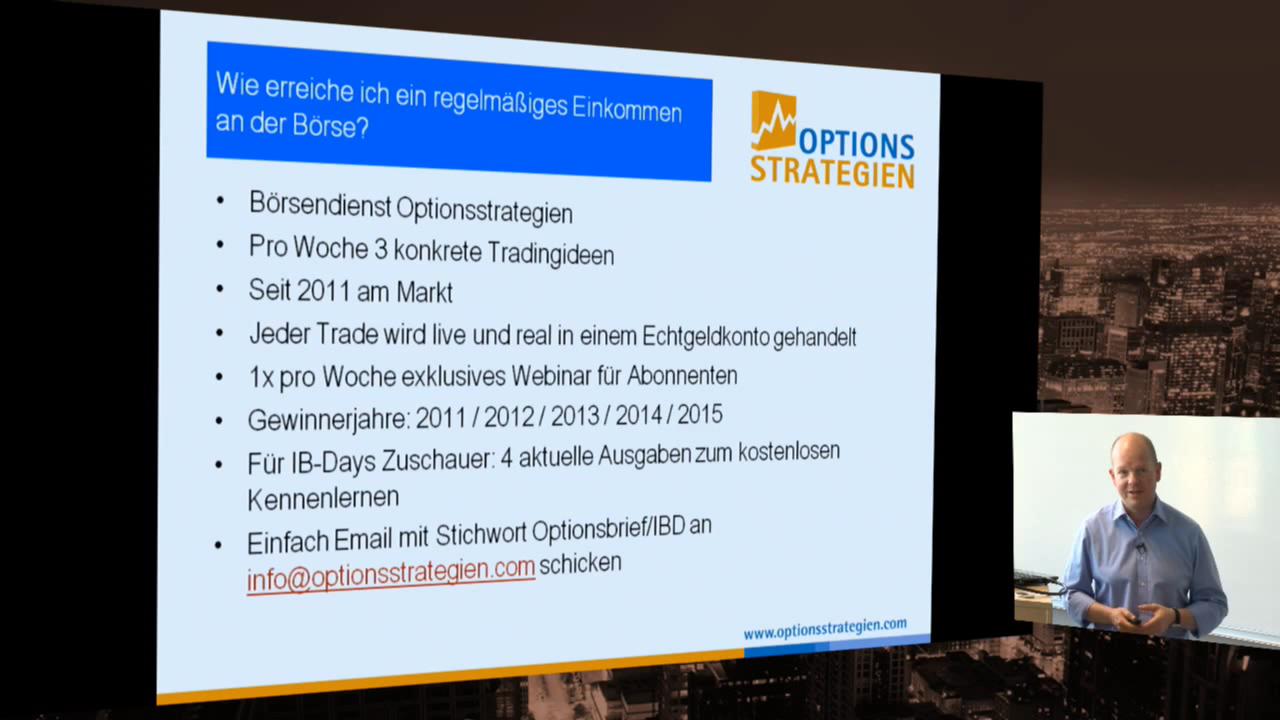 Wie erreiche ich ein regelmäßiges Einkommen
an der Börse?
OPTIONS
STRATEGIEN
• Börsendienst Optionsstrategien
• Pro Woche 3 konkrete Tradingideen
• Seit 2011 am Markt
• Jeder Trade wird live und real in einem Echtgeldkonto gehandelt
• 1x pro Woche exklusives Webinar für Abonnenten
• Gewinnerjahre: 2011 / 2012 / 2013 / 2014 / 2015
• Für IB-Days Zuschauer: 4 aktuelle Ausgaben zum kostenlosen
Kennenlernen
• Einfach Email mit Stichwort Optionsbrief/IBD an
info@optionsstrategien.com schicken
www.optionsstrategien.com